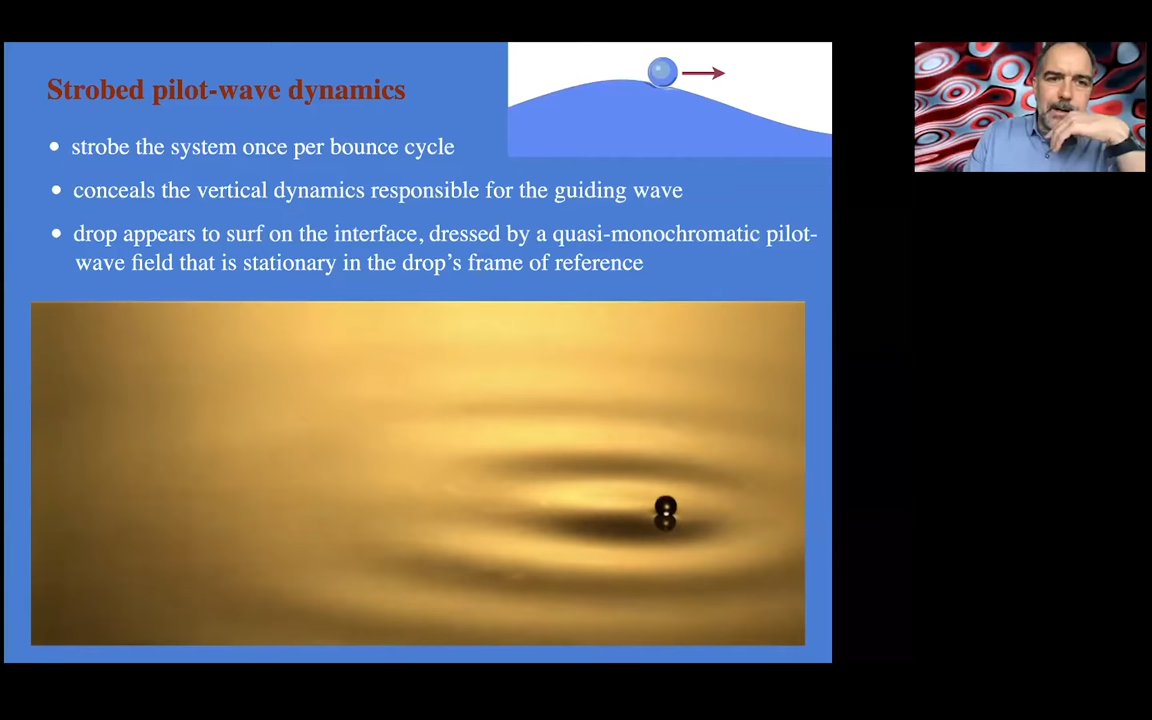 Strobed pilot-wave dynamics
• strobe the system once per bounce cycle
• conceals the vertical dynamics responsible for the guiding wave
• drop appears to surf on the interface, dressed by a quasi-monochromatic pilot-
wave field that is stationary in the drop's frame of reference